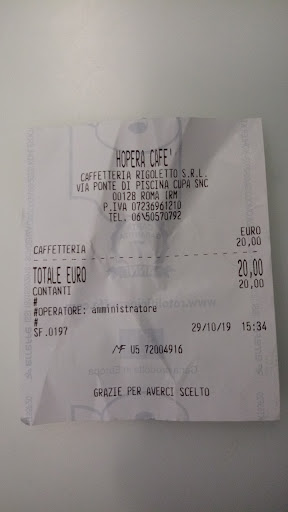 HOPERA CAFE'
CAFFETTERIA RIGOLETTO S.R.L.
VIA PONTE DI PISCINA CUPA SNC
00128 ROMA IRM
P.IVA 07236961210
TEL. 0650570792
EURO
CAFFETTERIA 20,00
TOTALE EURO 20,00
CONTANTI 20,00
#
#OPERATORE: amministratore
#
SF.0197 29/10/19 15:34
MF U5 72004916
GRAZIE PER AVERCI SCELTO